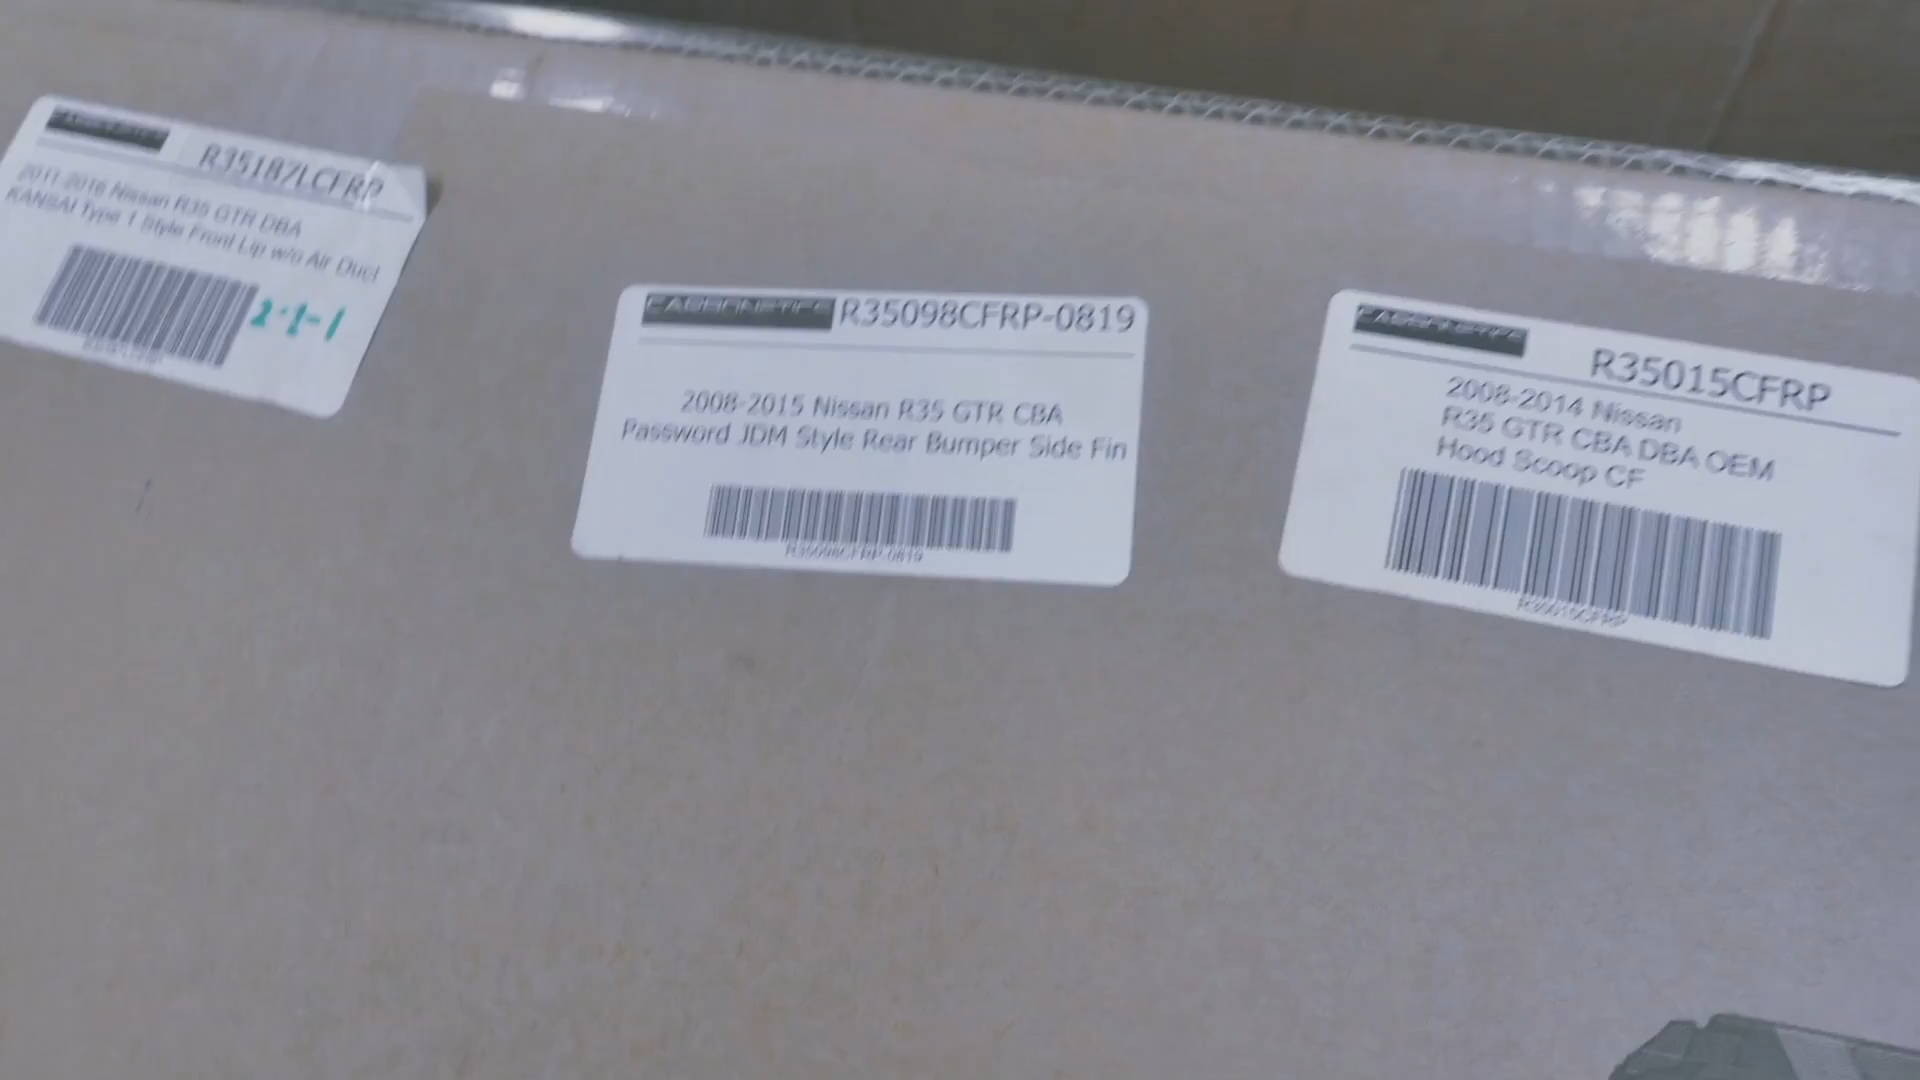 R35187LCFRP
2011-2016 Nissan R35 GTR DBA
KANSAI Type 1 Style Front Lip w/o Air Duct
2-1-1
R35098CFRP-0819
2008-2015 Nissan R35 GTR CBA
Password JDM Style Rear Bumper Side Fin
R35098CFRP-0819
R35015CFRP
2008-2014 Nissan
R35 GTR CBA DBA OEM
Hood Scoop CF
R35015CFRP